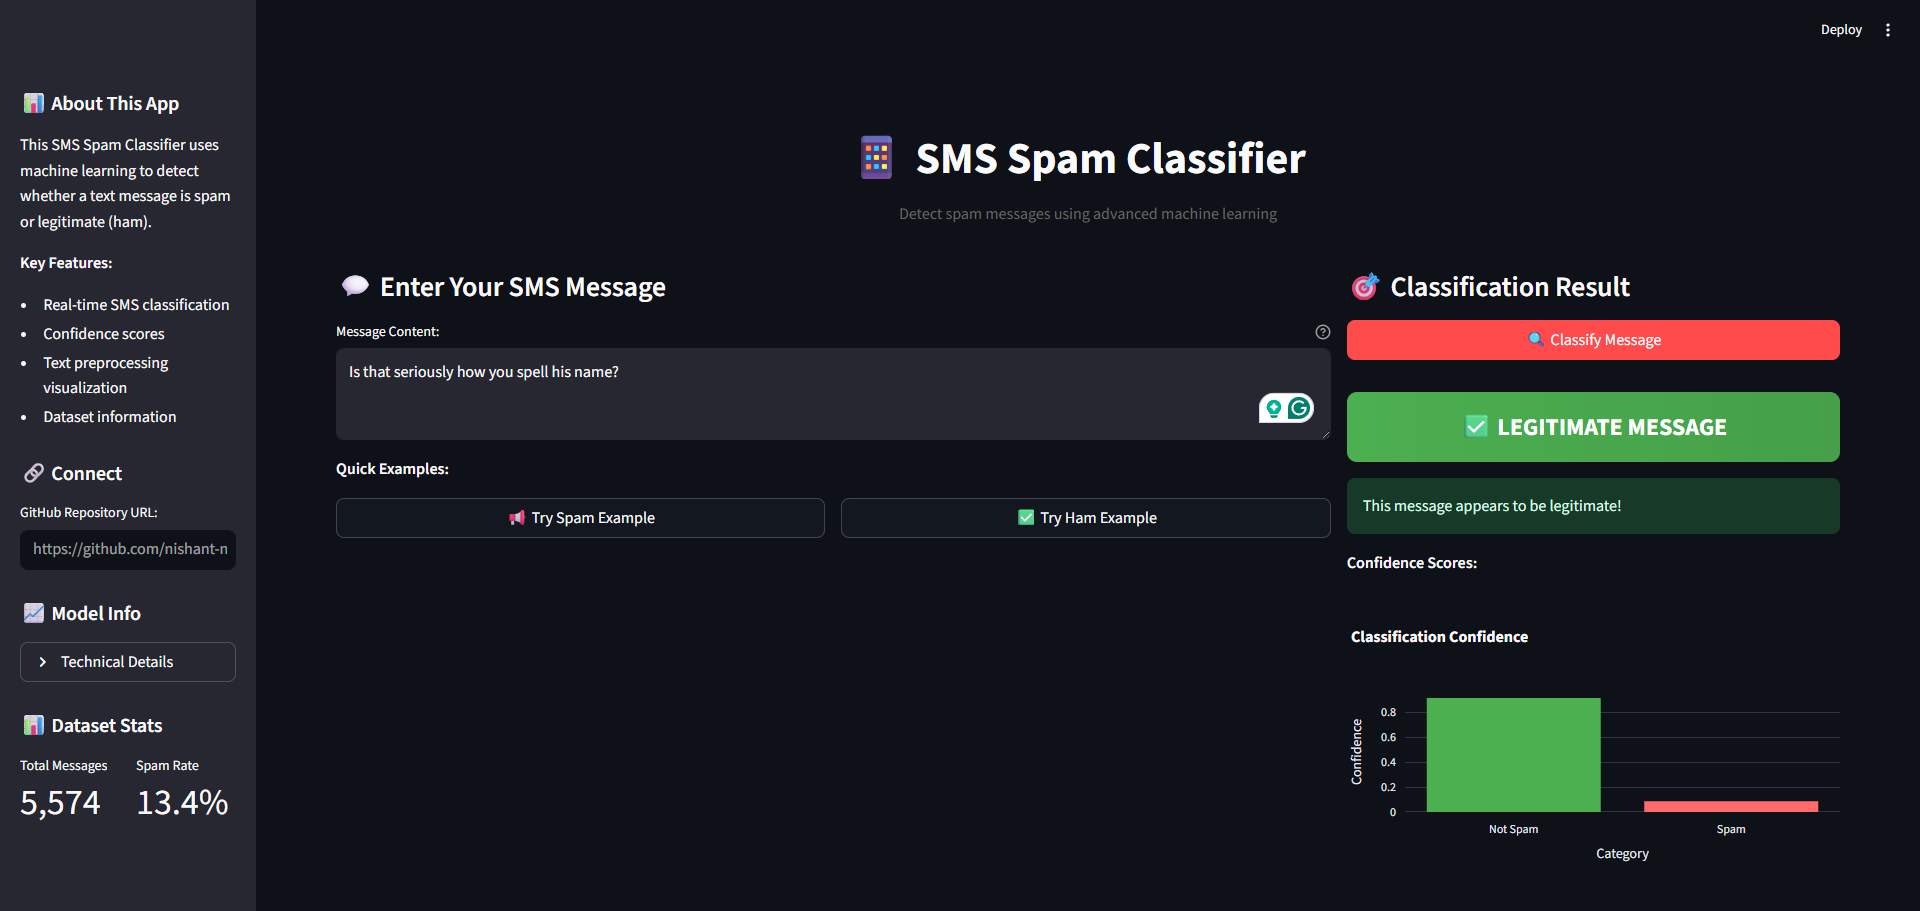 Deploy
About This App
This SMS Spam Classifier uses
machine learning to detect
whether a text message is spam
or legitimate (ham).
Key Features:
Real-time SMS classification
Confidence scores
Text preprocessing
visualization
Dataset information
Connect
GitHub Repository URL:
https://github.com/nishant-n
Model Info
Technical Details
Dataset Stats
Total Messages
5,574
Spam Rate
13.4%
SMS Spam Classifier
Detect spam messages using advanced machine learning
Enter Your SMS Message
Message Content:
Is that seriously how you spell his name?
Quick Examples:
Try Spam Example
Try Ham Example
Classification Result
Classify Message
LEGITIMATE MESSAGE
This message appears to be legitimate!
Confidence Scores:
Classification Confidence
Confidence
0.8
0.6
0.4
0.2
0
Not Spam
Spam
Category